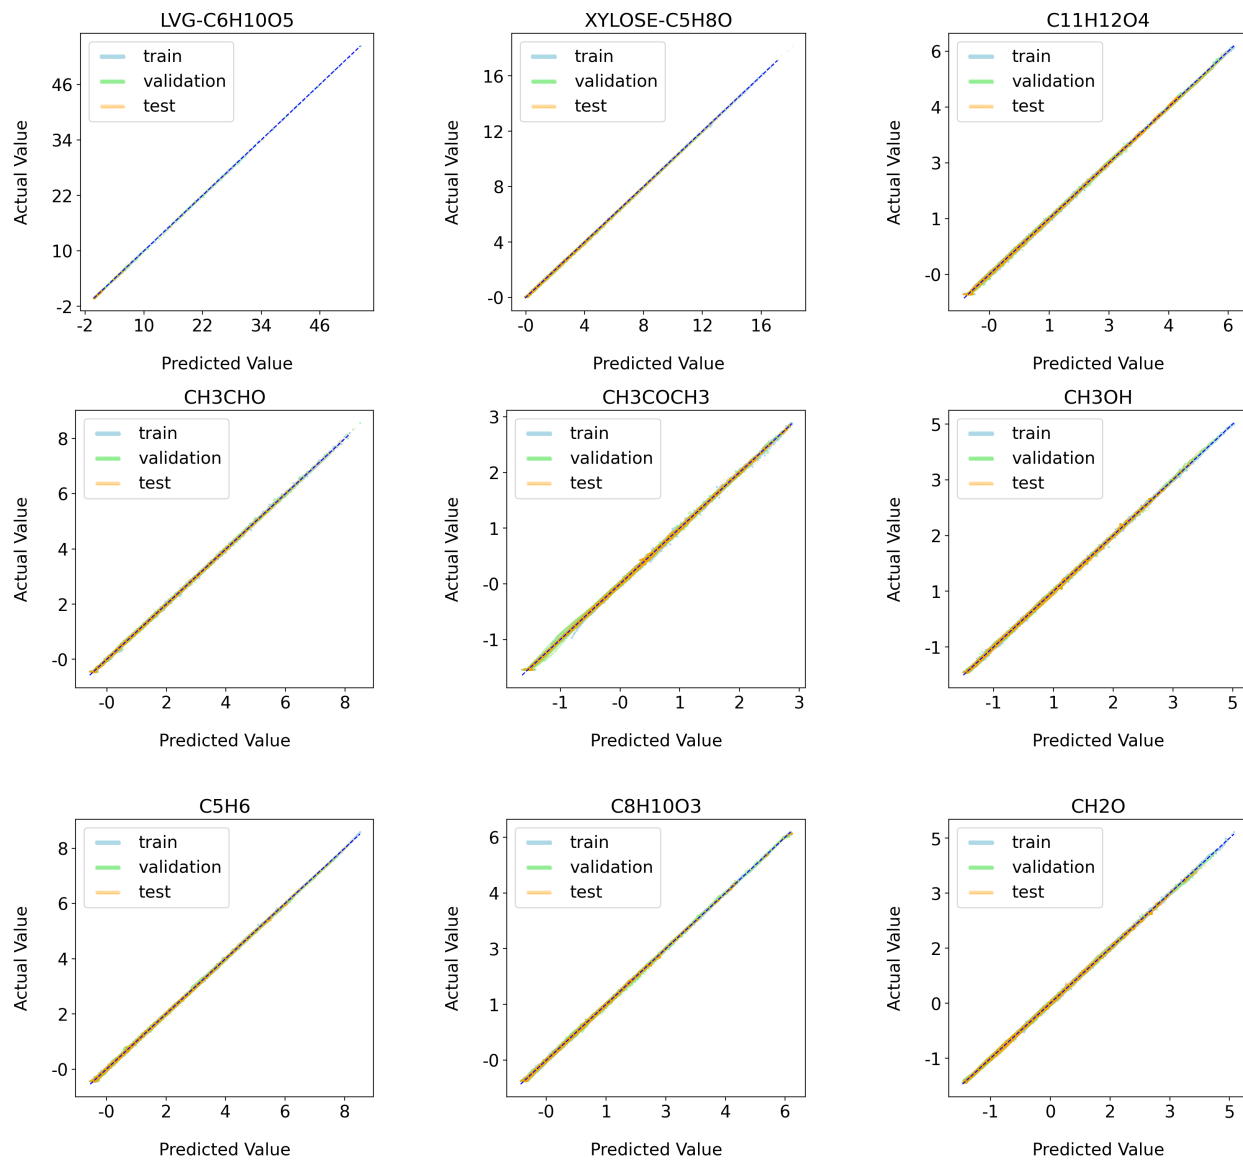 LVG-C6H10O5
Actual Value
46
34
22
10
-2
train
validation
test
-2 10 22 34 46
Predicted Value
XYLOSE-C5H8O
Actual Value
16
12
8
4
-0
train
validation
test
-0 4 8 12 16
Predicted Value
C11H12O4
Actual Value
6
4
3
1
-0
train
validation
test
-0 1 3 4 6
Predicted Value
CH3CHO
Actual Value
8
6
4
2
-0
train
validation
test
-0 2 4 6 8
Predicted Value
CH3COCH3
Actual Value
3
2
1
-0
-1
train
validation
test
-1 -0 1 2 3
Predicted Value
CH3OH
Actual Value
5
3
2
1
-1
train
validation
test
-1 1 2 3 5
Predicted Value
C5H6
Actual Value
8
6
4
2
-0
train
validation
test
-0 2 4 6 8
Predicted Value
C8H10O3
Actual Value
6
4
3
1
-0
train
validation
test
-0 1 3 4 6
Predicted Value
CH2O
Actual Value
5
3
2
0
-1
train
validation
test
-1 0 2 3 5
Predicted Value